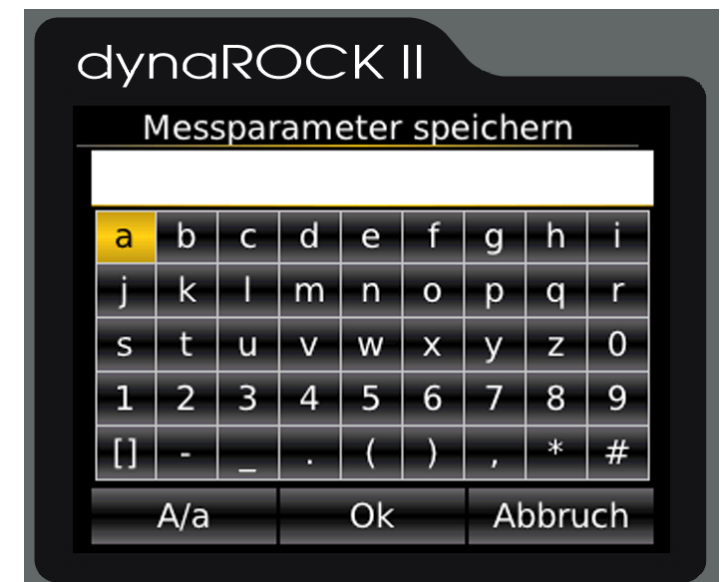 dynaROCK II
Messparameter speichern
a b c d e f g h i
j k l m n o p q r
s t u v w x y z 0
1 2 3 4 5 6 7 8 9
[] - _ . ( ) , * #
A/a Ok Abbruch